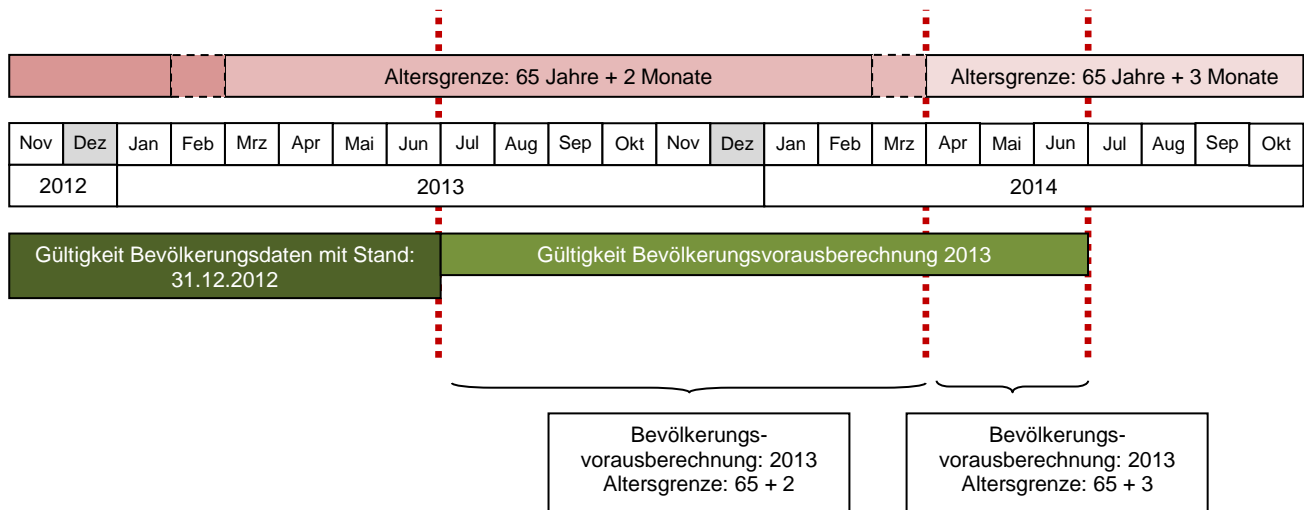 Altersgrenze: 65 Jahre + 2 Monate
Altersgrenze: 65 Jahre + 3 Monate
Nov Dez Jan Feb Mrz Apr Mai Jun Jul Aug Sep Okt Nov Dez Jan Feb Mrz Apr Mai Jun Jul Aug Sep Okt
2012 2013 2014
Gültigkeit Bevölkerungsdaten mit Stand:
31.12.2012
Gültigkeit Bevölkerungsvorausberechnung 2013
Bevölkerungs-
vorausberechnung: 2013
Altersgrenze: 65 + 2
Bevölkerungs-
vorausberechnung: 2013
Altersgrenze: 65 + 3